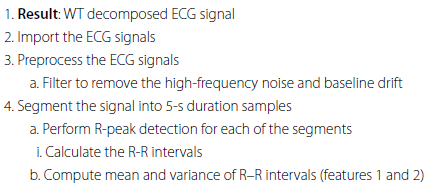 1. Result: WT decomposed ECG signal
2. Import the ECG signals
3. Preprocess the ECG signals
a. Filter to remove the high-frequency noise and baseline drift
4. Segment the signal into 5-s duration samples
a. Perform R-peak detection for each of the segments
i. Calculate the R-R intervals
b. Compute mean and variance of R–R intervals (features 1 and 2)